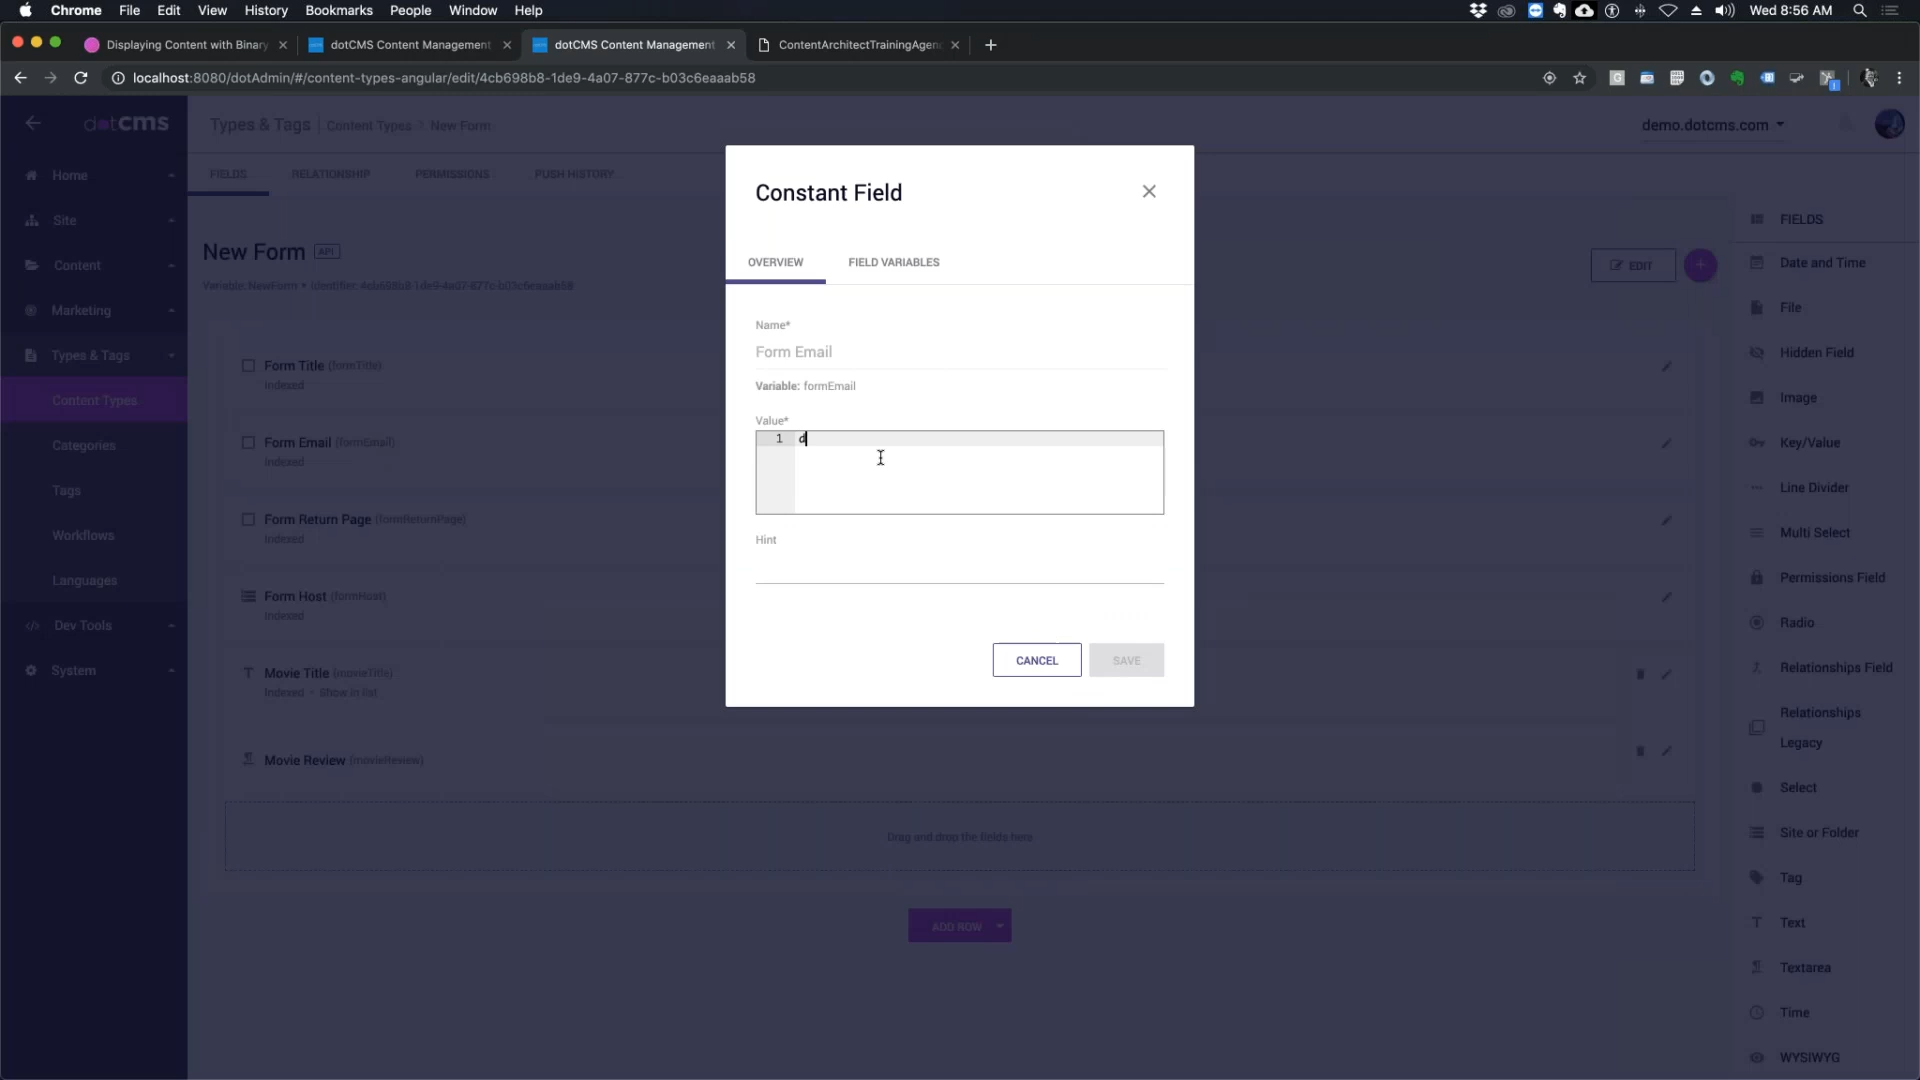 Chrome File Edit View History Bookmarks People Window Help
Wed 8:56 AM
Displaying Content with Binary
dotCMS Content Management
dotCMS Content Management
ContentArchitectTrainingAgen
localhost:8080/dotAdmin/#/content-types-angular/edit/4cb698b8-1de9-4a07-877c-b03c6eaaab58
dotCMS
Types & Tags
Content Types
New Form
demo.dotcms.com
Home
Site
Content
Marketing
Types & Tags
Content Types
Categories
Tags
Workflows
Languages
Dev Tools
System
FIELDS
RELATIONSHIP
PERMISSIONS
PUSH HISTORY
New Form API
Variable: NewForm • Identifier: 4cb698b8-1de9-4a07-877c-b03c6eaaab58
EDIT
Form Title (formTitle)
Indexed
Form Email (formEmail)
Indexed
Form Return Page (formReturnPage)
Indexed
Form Host (formHost)
Indexed
Movie Title (movieTitle)
Indexed • Show in list
Movie Review (movieReview)
Drag and drop the fields here
ADD ROW
Constant Field
OVERVIEW
FIELD VARIABLES
Name*
Form Email
Variable: formEmail
Value*
1 d
Hint
CANCEL
SAVE
FIELDS
Date and Time
File
Hidden Field
Image
Key/Value
Line Divider
Multi Select
Permissions Field
Radio
Relationships Field
Relationships
Legacy
Select
Site or Folder
Tag
Text
Textarea
Time
WYSIWYG